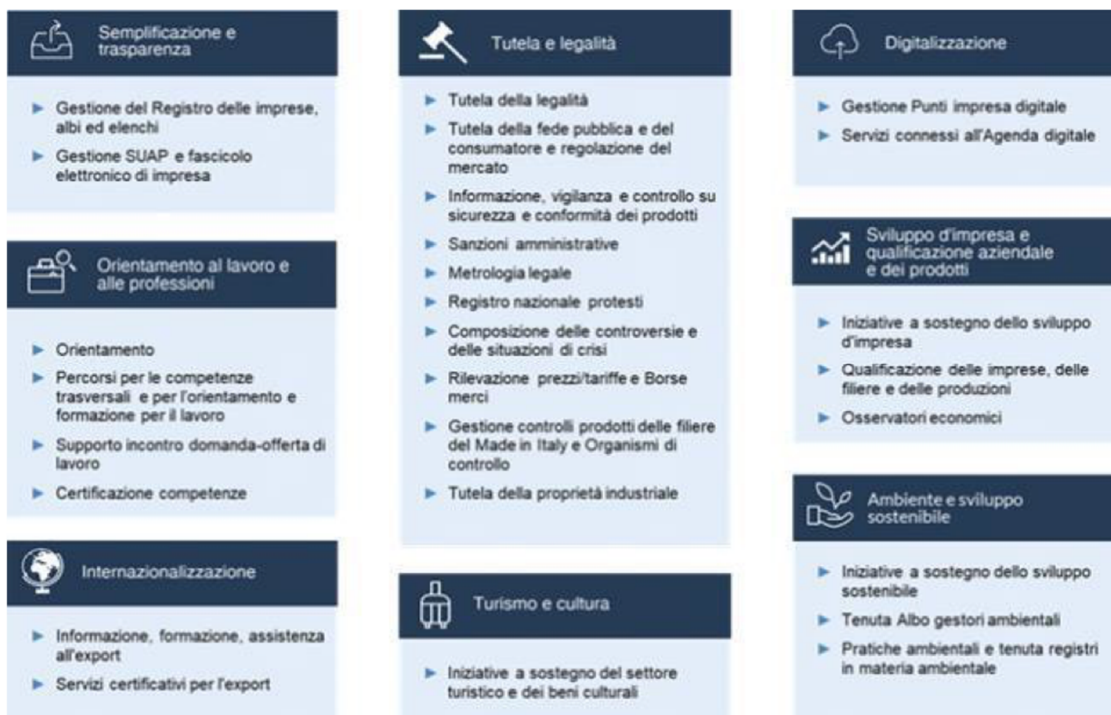 Semplificazione e
trasparenza
Gestione del Registro delle imprese,
albi ed elenchi
Gestione SUAP e fascicolo
elettronico di impresa
Orientamento al lavoro e
alle professioni
Orientamento
Percorsi per le competenze
trasversali e per l'orientamento e
formazione per il lavoro
Supporto incontro domanda-offerta di
lavoro
Certificazione competenze
Internazionalizzazione
Informazione, formazione, assistenza
all'export
Servizi certificativi per l'export
Tutela e legalità
Tutela della legalità
Tutela della fede pubblica e del
consumatore e regolazione del
mercato
Informazione, vigilanza e controllo su
sicurezza e conformità dei prodotti
Sanzioni amministrative
Metrologia legale
Registro nazionale protesti
Composizione delle controversie e
delle situazioni di crisi
Rilevazione prezzi/tariffe e Borse
merci
Gestione controlli prodotti delle filiere
del Made in Italy e Organismi di
controllo
Tutela della proprietà industriale
Turismo e cultura
Iniziative a sostegno del settore
turistico e dei beni culturali
Digitalizzazione
Gestione Punti impresa digitale
Servizi connessi all'Agenda digitale
Sviluppo d'impresa e
qualificazione aziendale
e dei prodotti
Iniziative a sostegno dello sviluppo
d'impresa
Qualificazione delle imprese, delle
filiere e delle produzioni
Osservatori economici
Ambiente e sviluppo
sostenibile
Iniziative a sostegno dello sviluppo
sostenibile
Tenuta Albo gestori ambientali
Pratiche ambientali e tenuta registri
in materia ambientale